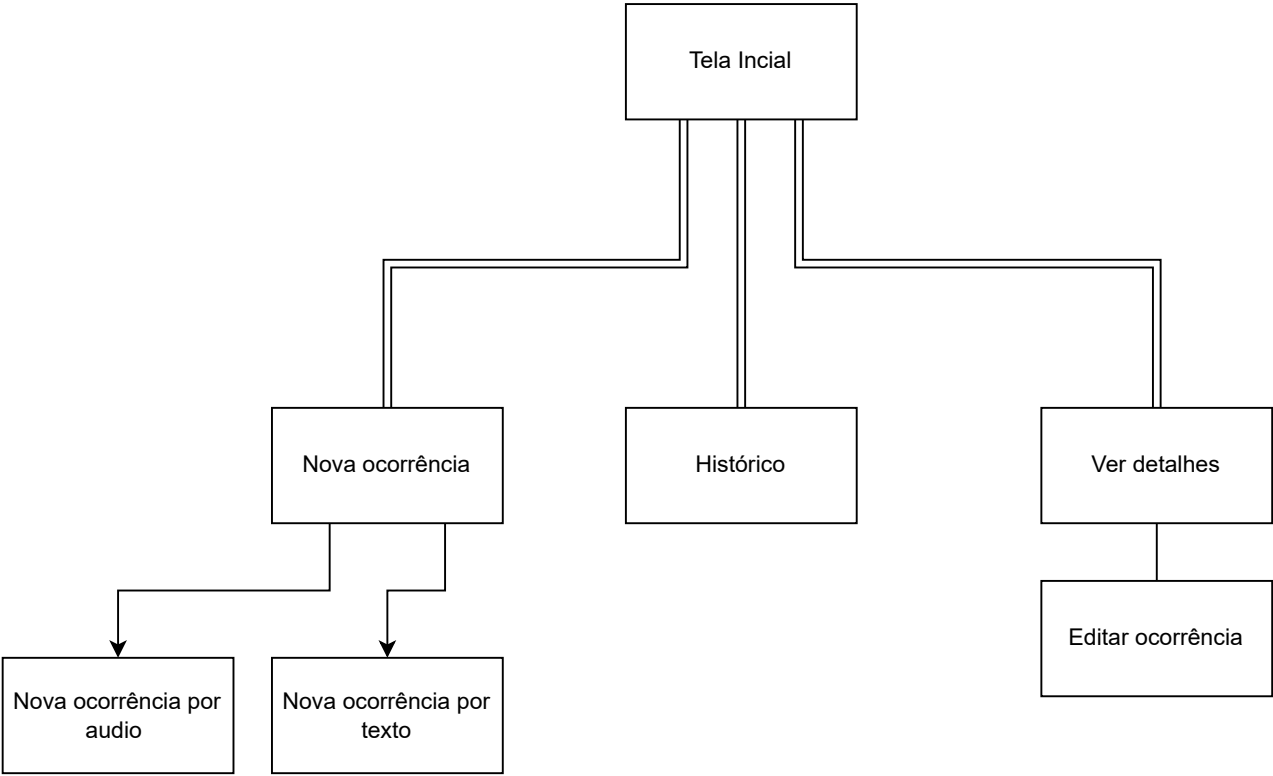 Tela Incial
Nova ocorrência
Histórico
Ver detalhes
Editar ocorrência
Nova ocorrência por
audio
Nova ocorrência por
texto